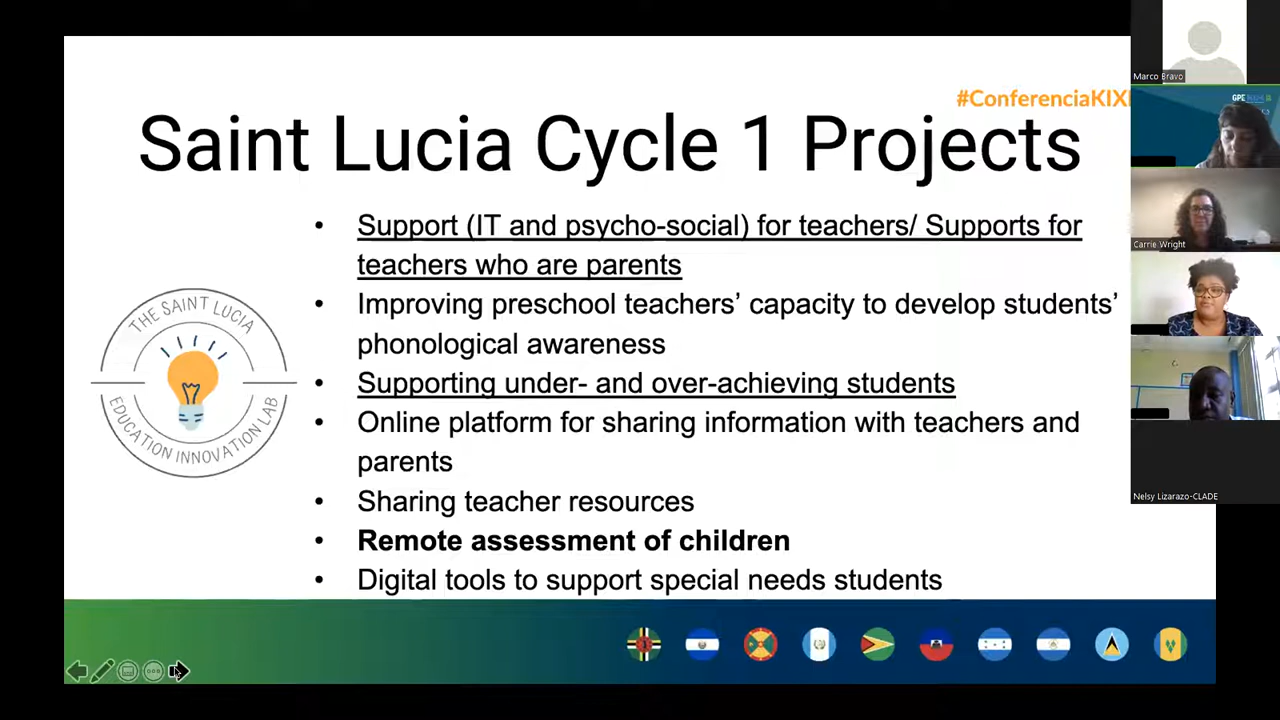 #ConferenciaKIXI
Saint Lucia Cycle 1 Projects
• Support (IT and psycho-social) for teachers/ Supports for
teachers who are parents
• Improving preschool teachers’ capacity to develop students’
phonological awareness
• Supporting under- and over-achieving students
• Online platform for sharing information with teachers and
parents
• Sharing teacher resources
• Remote assessment of children
• Digital tools to support special needs students
THE SAINT LUCIA
EDUCATION INNOVATION LAB
Marco Bravo
GPE
Carrie Wright
Nelsy Lizarazo-CLADE